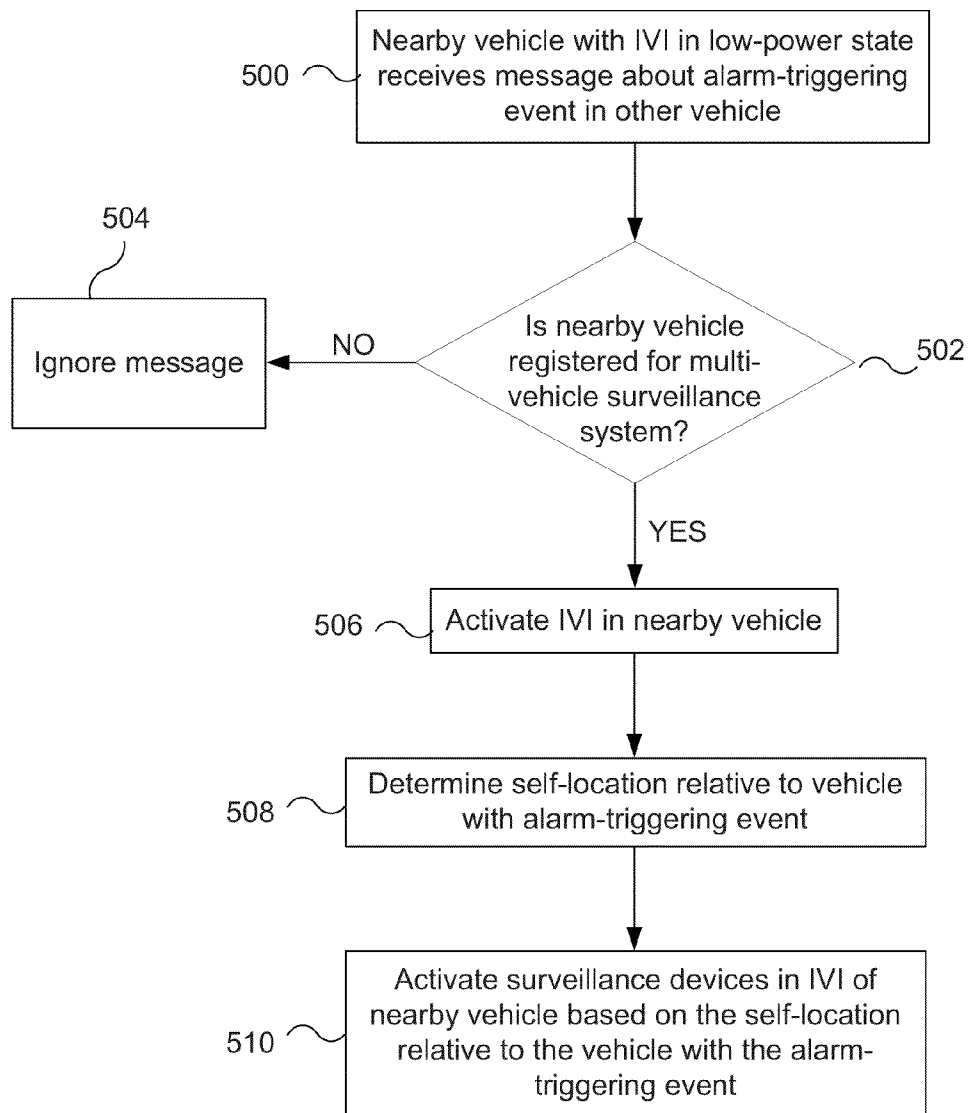 500
Nearby vehicle with IVI in low-power state
receives message about alarm-triggering
event in other vehicle
504
Ignore message
NO
Is nearby vehicle
registered for multi-
vehicle surveillance
system?
502
YES
506
Activate IVI in nearby vehicle
508
Determine self-location relative to vehicle
with alarm-triggering event
510
Activate surveillance devices in IVI of
nearby vehicle based on the self-location
relative to the vehicle with the alarm-
triggering event